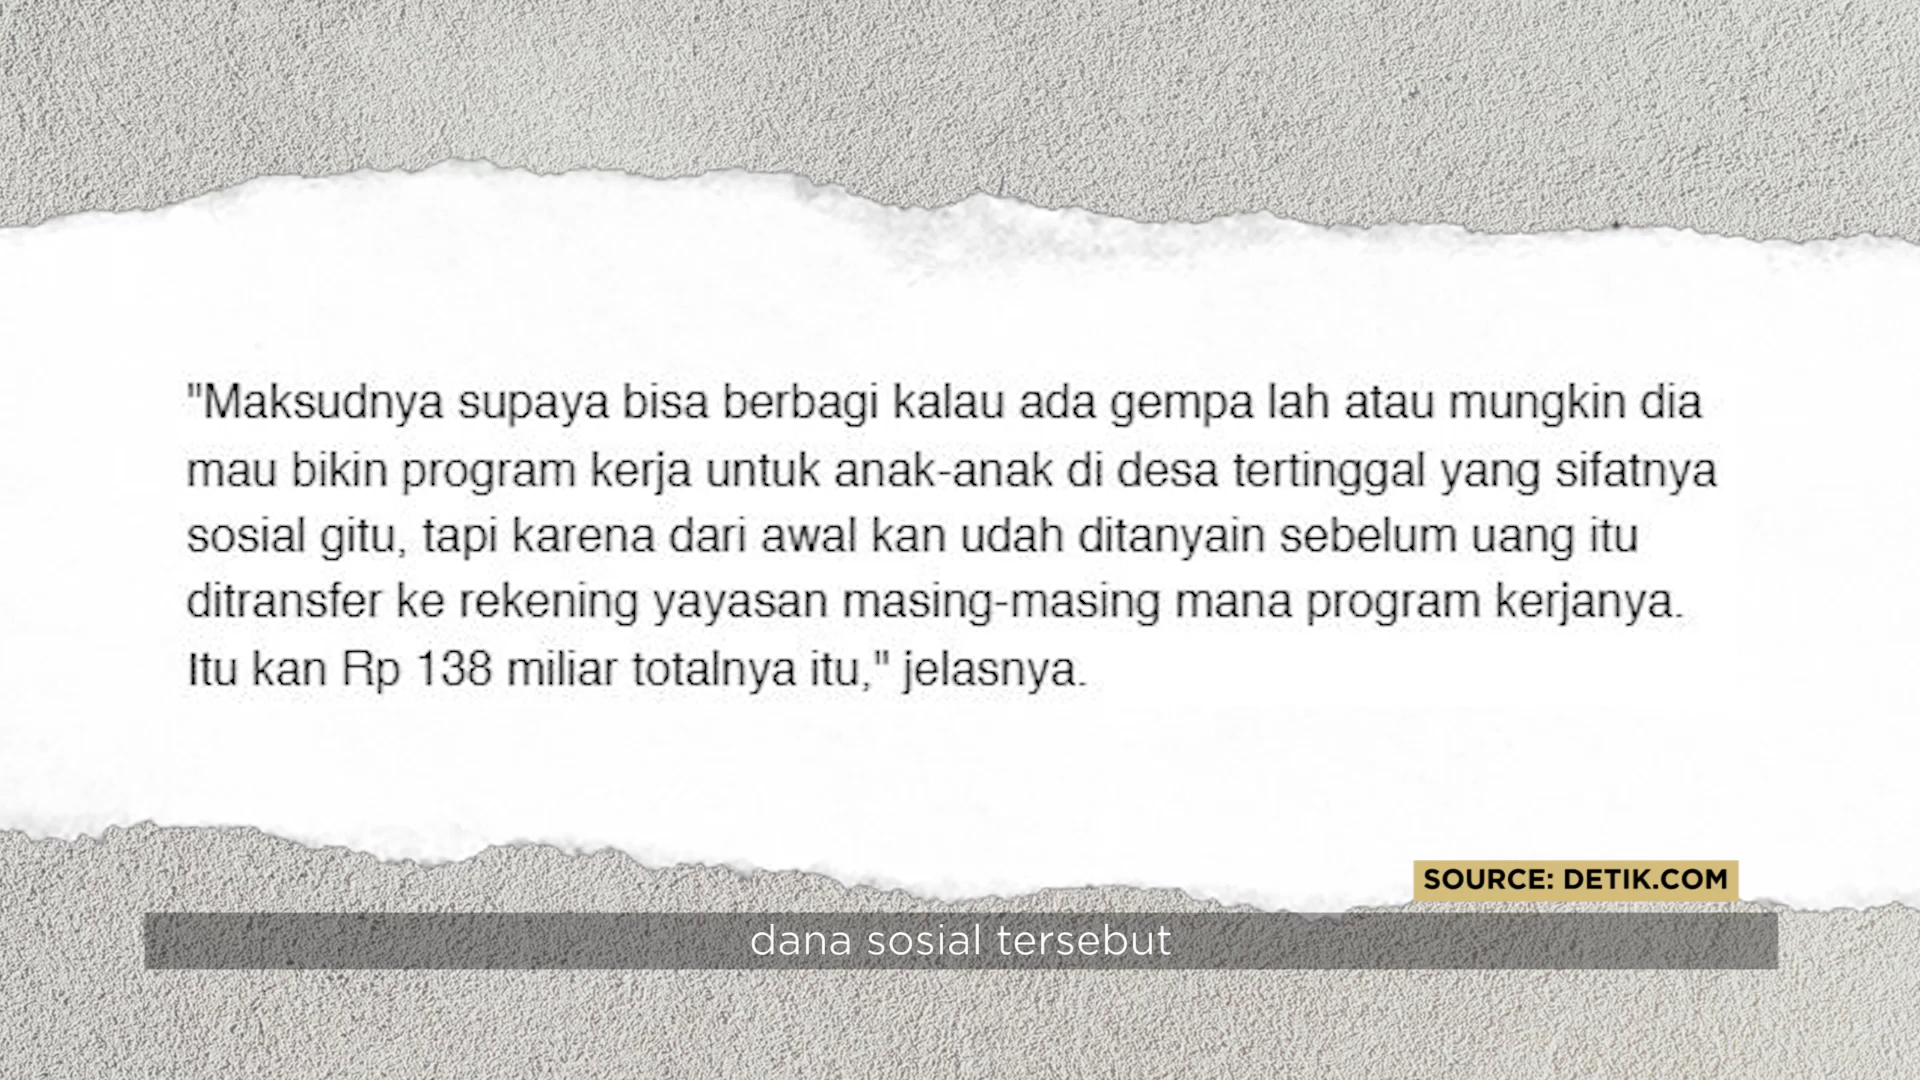 "Maksudnya supaya bisa berbagi kalau ada gempa lah atau mungkin dia
mau bikin program kerja untuk anak-anak di desa tertinggal yang sifatnya
sosial gitu, tapi karena dari awal kan udah ditanyain sebelum uang itu
ditransfer ke rekening yayasan masing-masing mana program kerjanya.
Itu kan Rp 138 miliar totalnya itu," jelasnya.
SOURCE: DETIK.COM
dana sosial tersebut